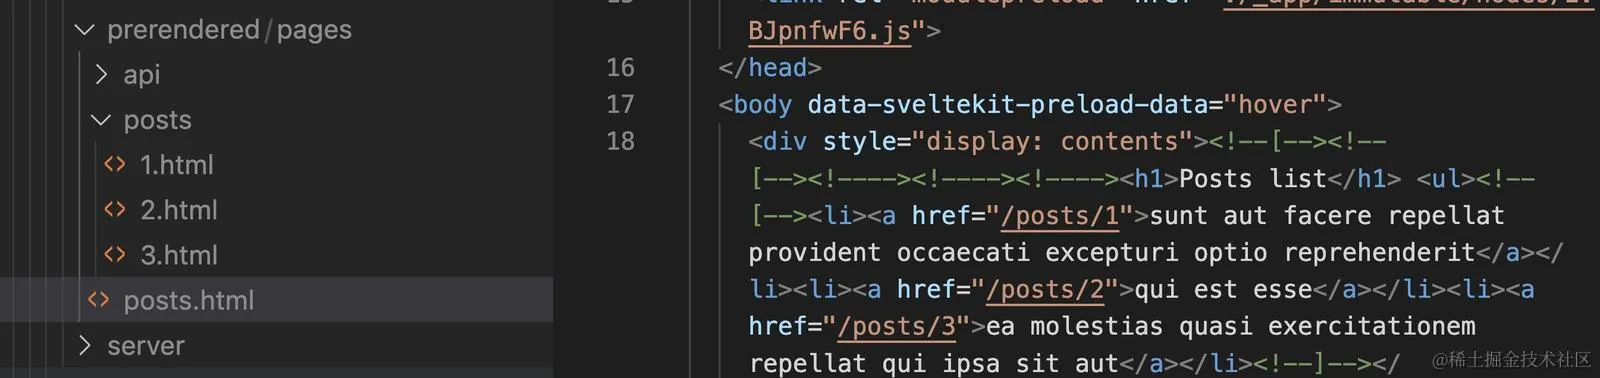 prerendered/pages
api
posts
1.html
2.html
3.html
posts.html
server
BJpnfwF6.js">
16 </head>
17 <body data-sveltekit-preload-data="hover">
18 <div style="display: contents"><!--[--><!--
[--><!----><!----><!----><h1>Posts list</h1> <ul><!--
[--><li><a href="/posts/1">sunt aut facere repellat
provident occaecati excepturi optio reprehenderit</a></
li><li><a href="/posts/2">qui est esse</a></li><li><a
href="/posts/3">ea molestias quasi exercitationem
repellat qui ipsa sit aut</a></li><!--]--></
@稀土掘金技术社区